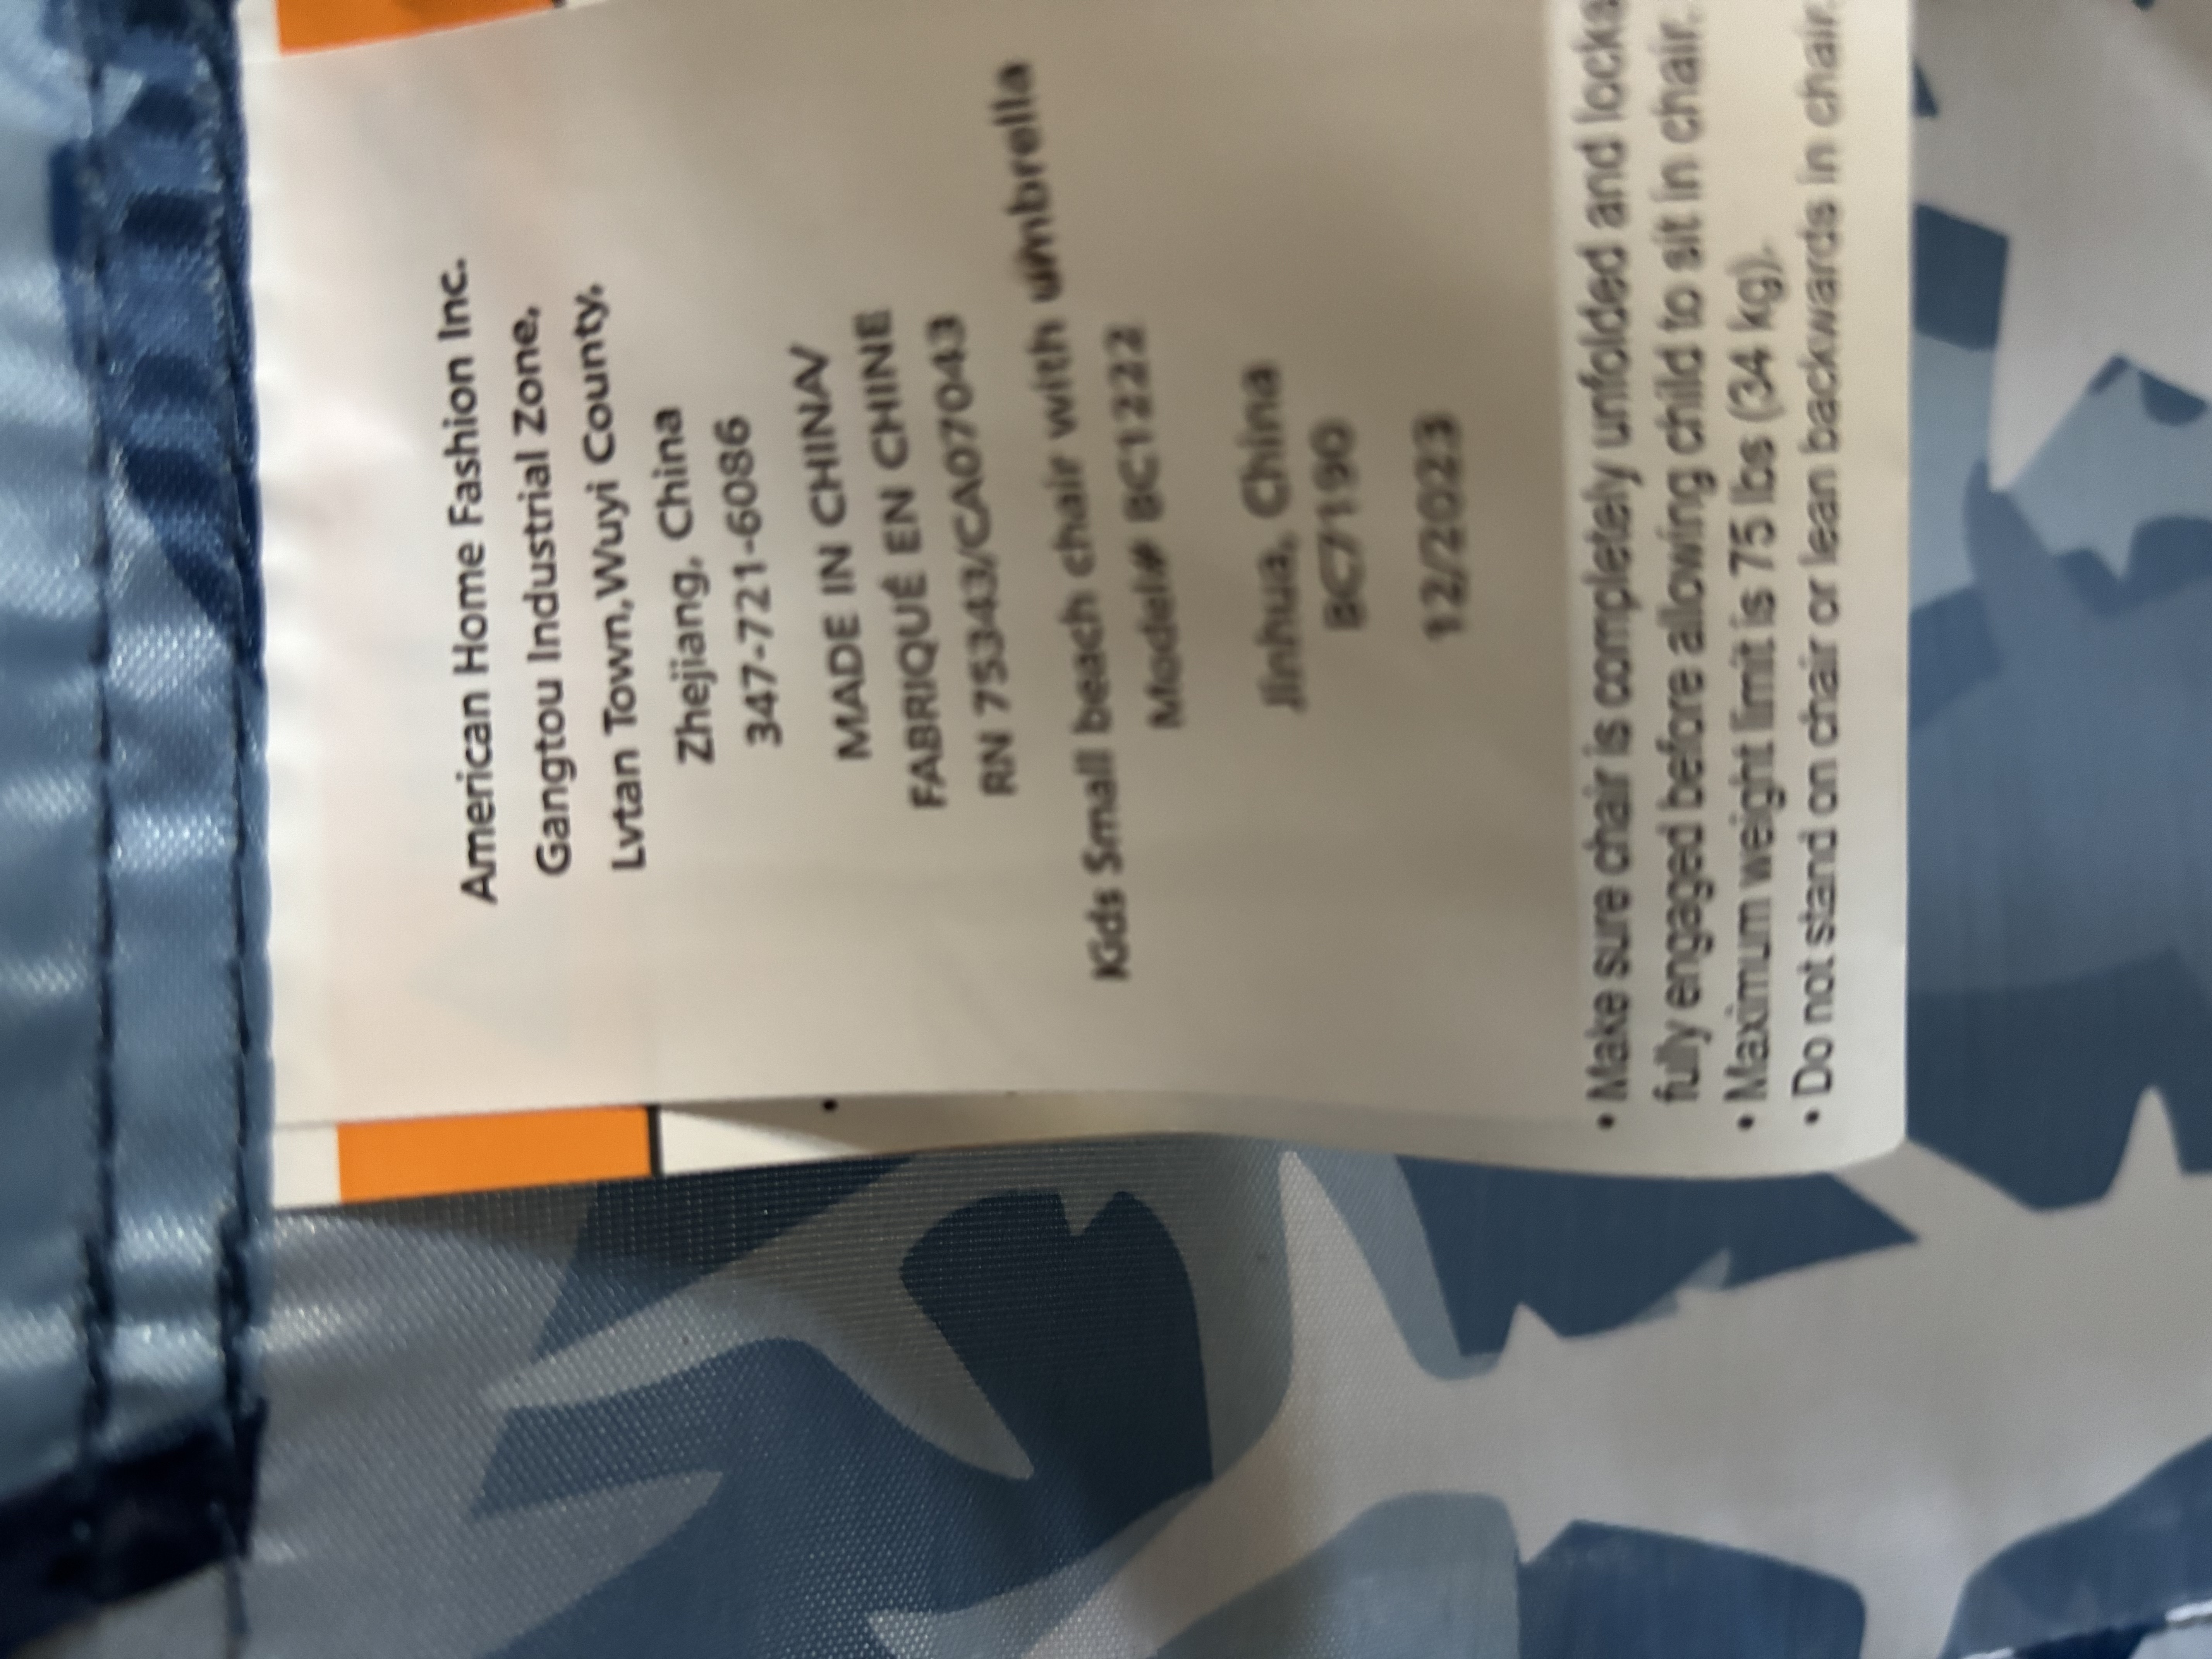 American Home Fashion Inc.
Gangtou Industrial Zone,
Lvtan Town,Wuyi County,
Zhejiang, China
347-721-6086
MADE IN CHINA/
FABRIQUÉ EN CHINE
RN 75343/CA07043
Kids Small beach chair with umbrella
Model# BC1222
Jinhua, China
BC7190
12/2023
• Make sure chair is completely unfolded and locks
fully engaged before allowing child to sit in chair.
• Maximum weight limit is 75 lbs (34 kg).
• Do not stand on chair or lean backwards in chair.